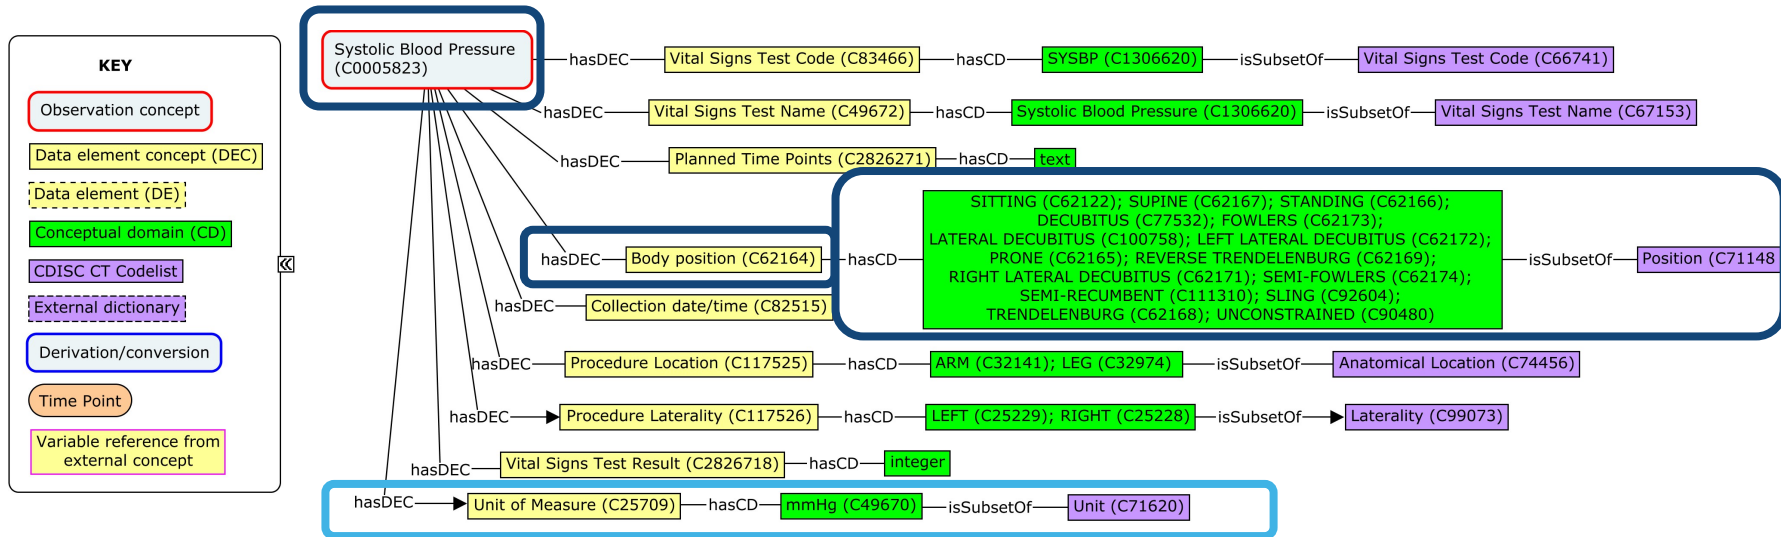 KEY
Observation concept
Data element concept (DEC)
Data element (DE)
Conceptual domain (CD)
CDISC CT Codelist
External dictionary
Derivation/conversion
Time Point
Variable reference from
external concept
Systolic Blood Pressure
(C0005823)
hasDEC Vital Signs Test Code (C83466) hasCD SYSBP (C1306620) isSubsetOf Vital Signs Test Code (C66741)
hasDEC Vital Signs Test Name (C49672) hasCD Systolic Blood Pressure (C1306620) isSubsetOf Vital Signs Test Name (C67153)
hasDEC Planned Time Points (C2826271) hasCD text
hasDEC Body position (C62164) hasCD
SITTING (C62122); SUPINE (C62167); STANDING (C62166);
DECUBITUS (C77532); FOWLERS (C62173);
LATERAL DECUBITUS (C100758); LEFT LATERAL DECUBITUS (C62172);
PRONE (C62165); REVERSE TRENDELENBURG (C62169);
RIGHT LATERAL DECUBITUS (C62171); SEMI-FOWLERS (C62174);
SEMI-RECUMBENT (C111310); SLING (C92604);
TRENDELENBURG (C62168); UNCONSTRAINED (C90480)
isSubsetOf Position (C71148
hasDEC Collection date/time (C82515)
hasDEC Procedure Location (C117525) hasCD ARM (C32141); LEG (C32974) isSubsetOf Anatomical Location (C74456)
hasDEC Procedure Laterality (C117526) hasCD LEFT (C25229); RIGHT (C25228) isSubsetOf Laterality (C99073)
hasDEC Vital Signs Test Result (C2826718) hasCD integer
hasDEC Unit of Measure (C25709) hasCD mmHg (C49670) isSubsetOf Unit (C71620)